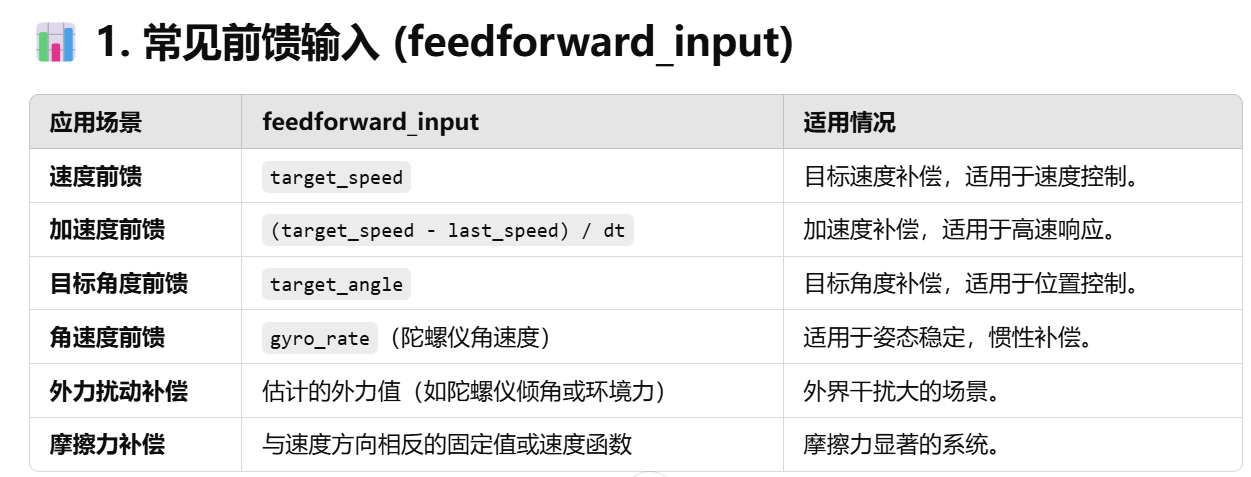 1. 常见前馈输入 (feedforward_input)
应用场景 feedforward_input 适用情况
速度前馈 target_speed 目标速度补偿，适用于速度控制。
加速度前馈 (target_speed - last_speed) / dt 加速度补偿，适用于高速响应。
目标角度前馈 target_angle 目标角度补偿，适用于位置控制。
角速度前馈 gyro_rate（陀螺仪角速度） 适用于姿态稳定，惯性补偿。
外力扰动补偿 估计的外力值（如陀螺仪倾角或环境力） 外界干扰大的场景。
摩擦力补偿 与速度方向相反的固定值或速度函数 摩擦力显著的系统。